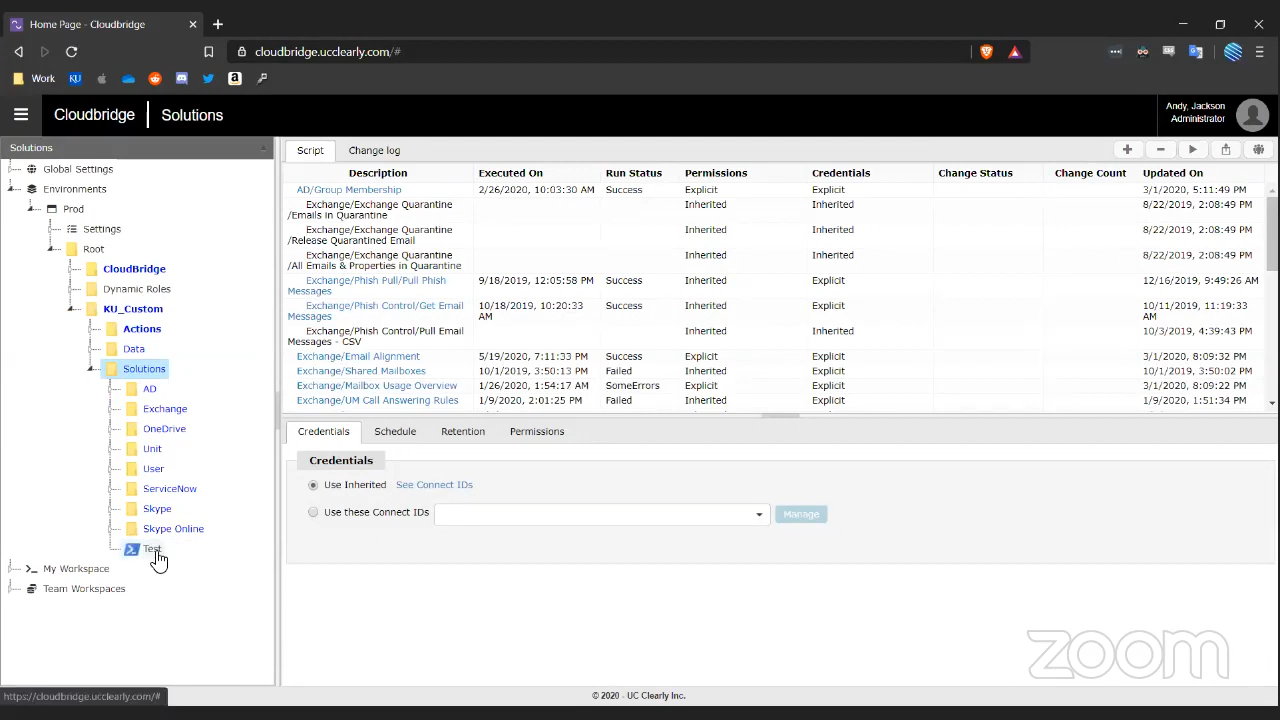 Home Page - Cloudbridge
cloudbridge.ucclearly.com/#
Work
KU
Cloudbridge
Solutions
Andy, Jackson
Administrator
Solutions
Global Settings
Environments
Prod
Settings
Root
CloudBridge
Dynamic Roles
KU_Custom
Actions
Data
Solutions
AD
Exchange
OneDrive
Unit
User
ServiceNow
Skype
Skype Online
Test
My Workspace
Team Workspaces
Script
Change log
Description Executed On Run Status Permissions Credentials Change Status Change Count Updated On
AD/Group Membership 2/26/2020, 10:03:30 AM Success Explicit Explicit 3/1/2020, 5:11:49 PM
Exchange/Exchange Quarantine Inherited Inherited 8/22/2019, 2:08:49 PM
/Emails in Quarantine
Exchange/Exchange Quarantine Inherited Inherited 8/22/2019, 2:08:49 PM
/Release Quarantined Email
Exchange/Exchange Quarantine Inherited Inherited 8/22/2019, 2:08:49 PM
/All Emails & Properties in Quarantine
Exchange/Phish Pull/Pull Phish 9/18/2019, 12:05:58 PM Success Inherited Explicit 12/16/2019, 9:49:26 AM
Messages
Exchange/Phish Control/Get Email 10/18/2019, 10:20:33 Success Inherited Explicit 10/11/2019, 11:19:33
Messages AM AM
Exchange/Phish Control/Pull Email Inherited Inherited 10/3/2019, 4:39:43 PM
Messages - CSV
Exchange/Email Alignment 5/19/2020, 7:11:33 PM Success Explicit Explicit 3/1/2020, 8:09:32 PM
Exchange/Shared Mailboxes 10/1/2019, 3:50:13 PM Failed Inherited Explicit 10/1/2019, 3:50:02 PM
Exchange/Mailbox Usage Overview 1/26/2020, 1:54:17 AM SomeErrors Explicit Explicit 3/1/2020, 8:09:22 PM
Exchange/UM Call Answering Rules 1/9/2020, 2:01:25 PM Failed Inherited Explicit 1/9/2020, 1:51:34 PM
Credentials
Schedule
Retention
Permissions
Credentials
Use Inherited See Connect IDs
Use these Connect IDs
Manage
zoom
https://cloudbridge.ucclearly.com/#
© 2020 - UC Clearly Inc.